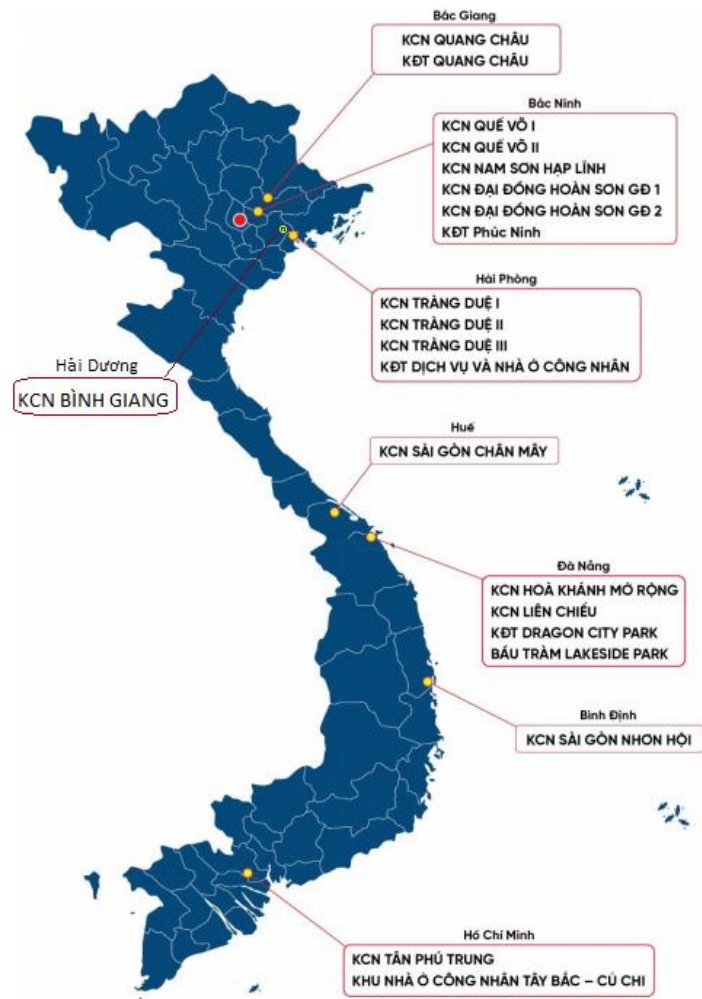 Bắc Giang
KCN QUANG CHÂU
KĐT QUANG CHÂU
Bắc Ninh
KCN QUẾ VÕ I
KCN QUẾ VÕ II
KCN NAM SƠN HẠP LĨNH
KCN ĐẠI ĐỒNG HOÀN SƠN GĐ 1
KCN ĐẠI ĐỒNG HOÀN SƠN GĐ 2
KĐT Phúc Ninh
Hải Phòng
KCN TRÀNG DUỆ I
KCN TRÀNG DUỆ II
KCN TRÀNG DUỆ III
KĐT DỊCH VỤ VÀ NHÀ Ở CÔNG NHÂN
Hải Dương
KCN BÌNH GIANG
Huế
KCN SÀI GÒN CHÂN MÂY
Đà Nẵng
KCN HOÀ KHÁNH MỞ RỘNG
KCN LIÊN CHIỂU
KĐT DRAGON CITY PARK
BẦU TRÀM LAKESIDE PARK
Bình Định
KCN SÀI GÒN NHƠN HỘI
Hồ Chí Minh
KCN TÂN PHÚ TRUNG
KHU NHÀ Ở CÔNG NHÂN TÂY BẮC – CỦ CHI